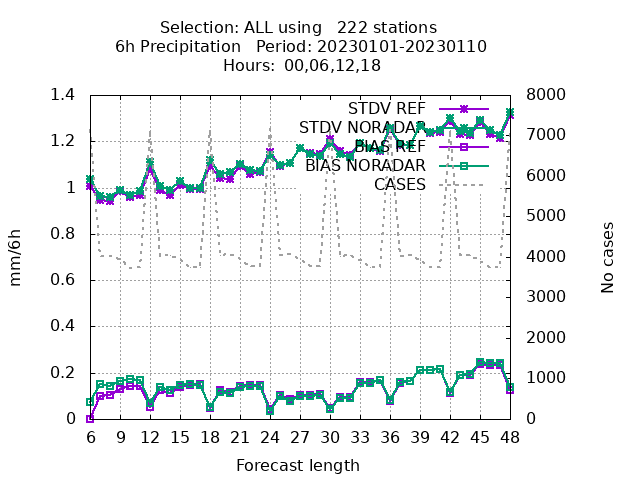 Selection: ALL using   222 stations
6h Precipitation   Period: 20230101-20230110
Hours:  00,06,12,18
STDV REF
STDV NORADAR
BIAS REF
BIAS NORADAR
CASES
mm/6h
1.4
1.2
1
0.8
0.6
0.4
0.2
0
No cases
8000
7000
6000
5000
4000
3000
2000
1000
0
6 9 12 15 18 21 24 27 30 33 36 39 42 45 48
Forecast length